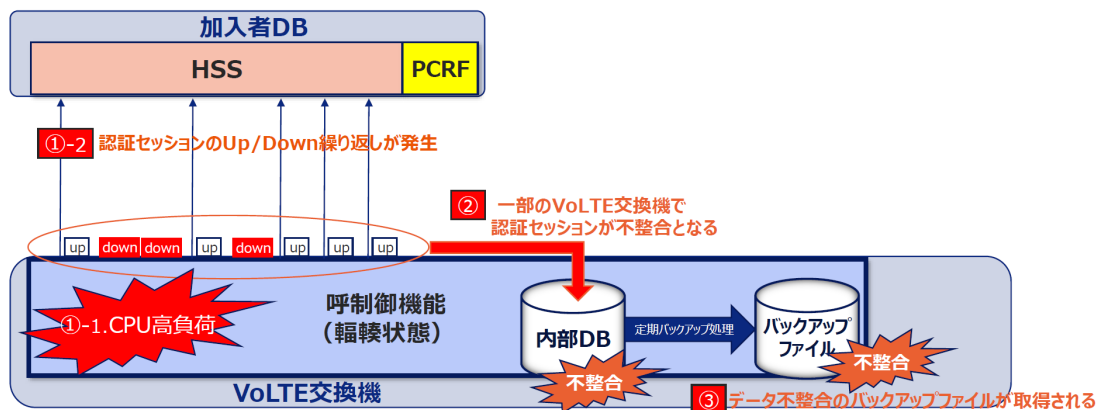 加入者DB
HSS
PCRF
①-2 認証セッションのUp/Down繰り返しが発生
② 一部のVoLTE交換機で
認証セッションが不整合となる
up
down
down
up
down
up
up
up
①-1.CPU高負荷
呼制御機能
(輻輳状態)
内部DB
不整合
定期バックアップ処理
バックアップ
ファイル
不整合
VoLTE交換機
③ データ不整合のバックアップファイルが取得される